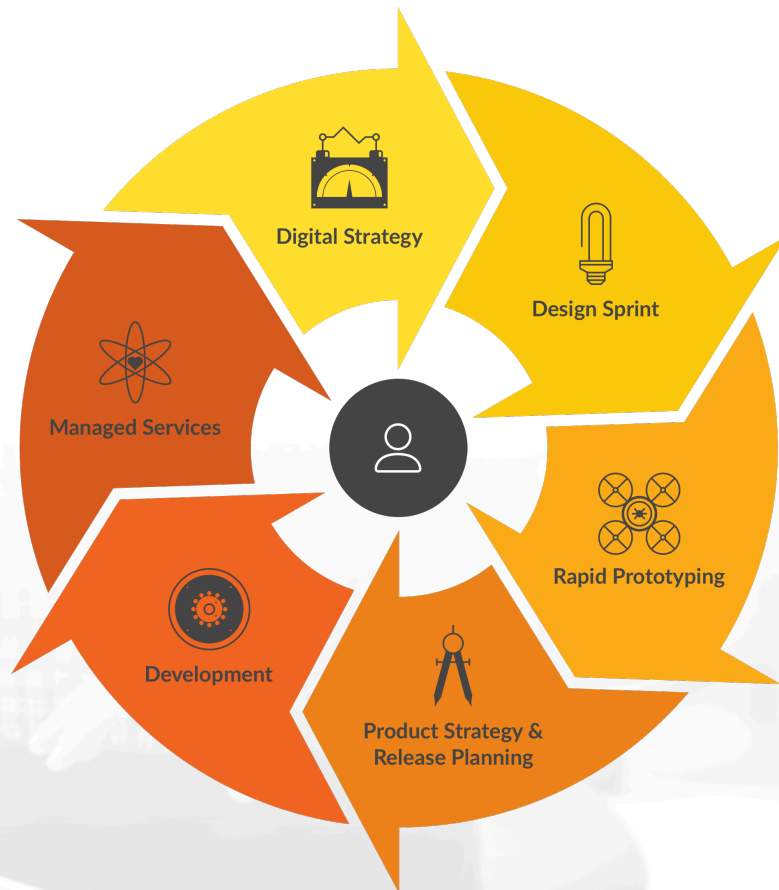 Digital Strategy
Design Sprint
Rapid Prototyping
Product Strategy &
Release Planning
Development
Managed Services